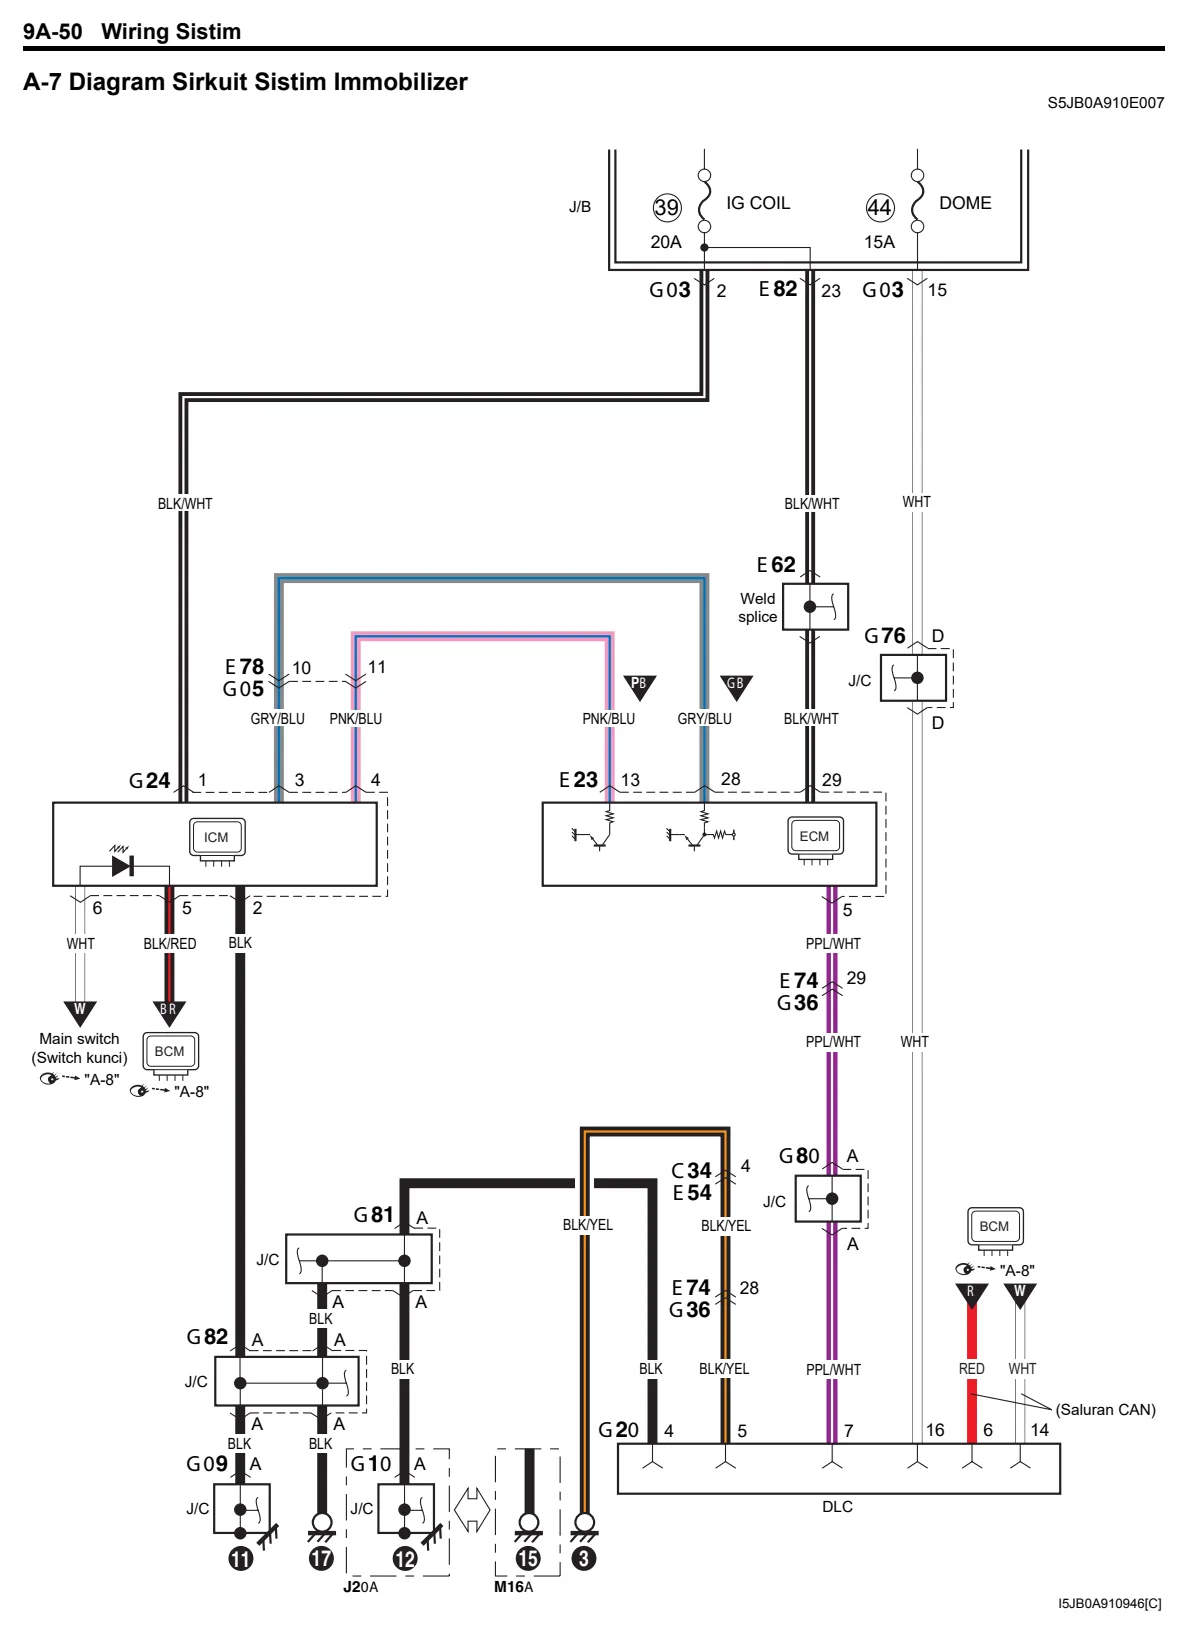 9A-50 Wiring Sistim
A-7 Diagram Sirkuit Sistim Immobilizer
S5JB0A910E007
J/B
39
IG COIL
44
DOME
20A
15A
G03 2
E82 23
G03 15
BLK/WHT
BLK/WHT
WHT
E62
Weld
splice
G76 D
J/C
D
E78 10 11
G05
PB
GB
GRY/BLU PNK/BLU
PNK/BLU GRY/BLU BLK/WHT
G24 1 3 4
E23 13 28 29
ICM
ECM
6 5 2
5
WHT BLK/RED BLK
PPL/WHT
E74 29
G36
W
BR
Main switch
(Switch kunci)
"A-8"
BCM
"A-8"
PPL/WHT WHT
G80 A
C34 4
E54
J/C
A
G81 A
BLK/YEL BLK/YEL
BCM
"A-8"
J/C
A A
BLK
E74 28
G36
R
W
G82 A A
J/C
BLK
BLK BLK/YEL PPL/WHT RED WHT
(Saluran CAN)
A A
BLK BLK
G20 4 5 7 16 6 14
G09 A
G10 A
J/C
J/C
DLC
11 17 12 15 3
J20A
M16A
I5JB0A910946[C]